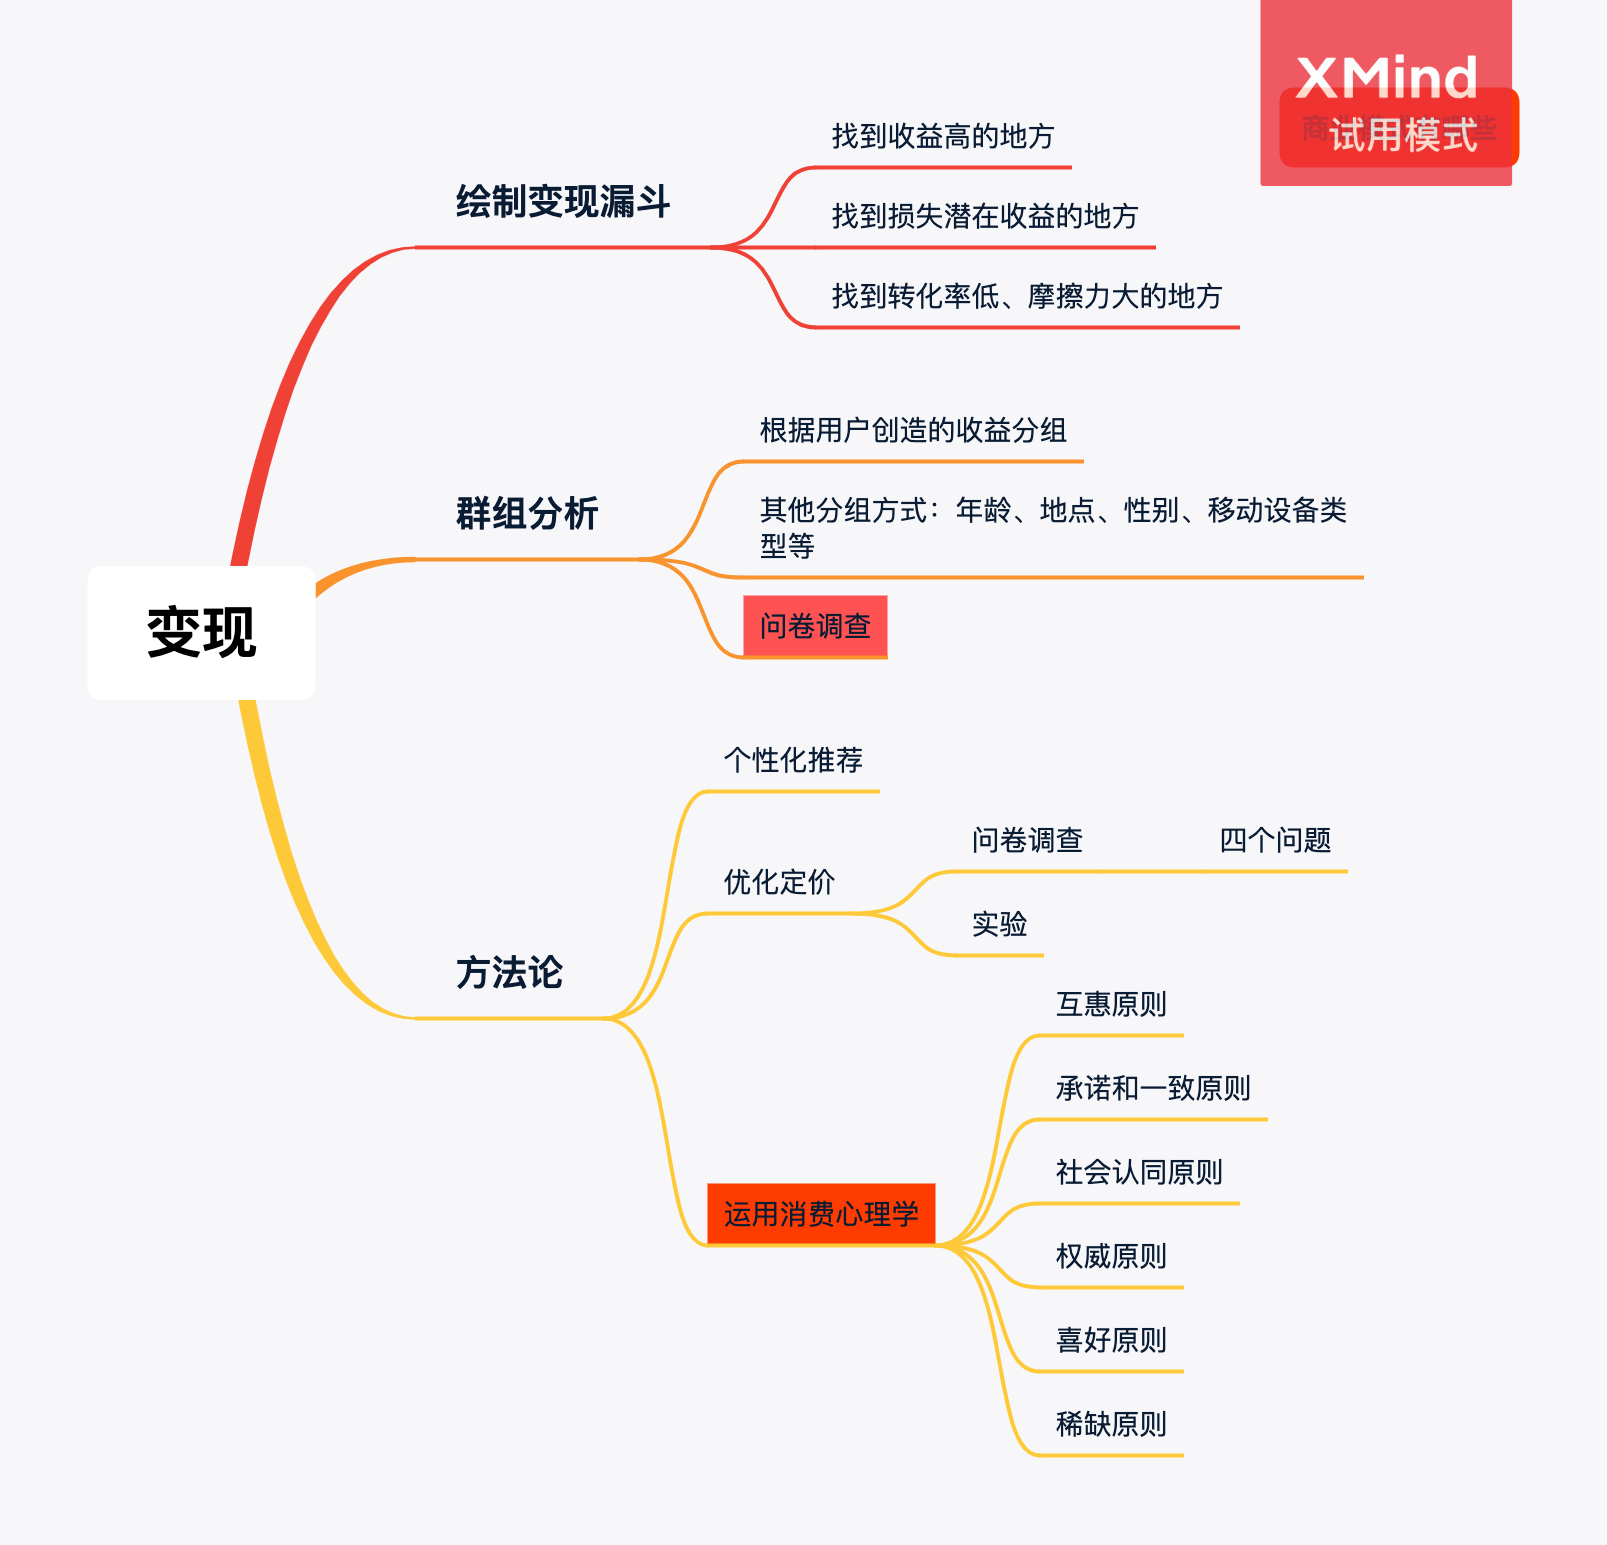 XMind
试用模式
找到收益高的地方
绘制变现漏斗
找到损失潜在收益的地方
找到转化率低、摩擦力大的地方
根据用户创造的收益分组
群组分析
其他分组方式：年龄、地点、性别、移动设备类
型等
问卷调查
变现
个性化推荐
优化定价
问卷调查
四个问题
实验
方法论
互惠原则
承诺和一致原则
社会认同原则
运用消费心理学
权威原则
喜好原则
稀缺原则